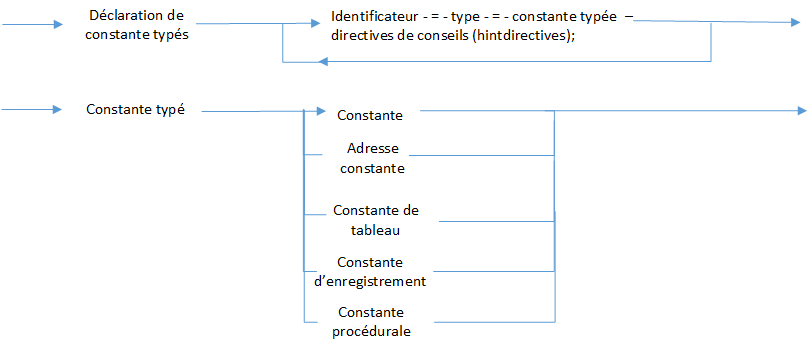 Déclaration de
constante typés
Identificateur - = - type - = - constante typée –
directives de conseils (hintdirectives);
Constante typé
Constante
Adresse
constante
Constante de
tableau
Constante
d’enregistrement
Constante
procédurale